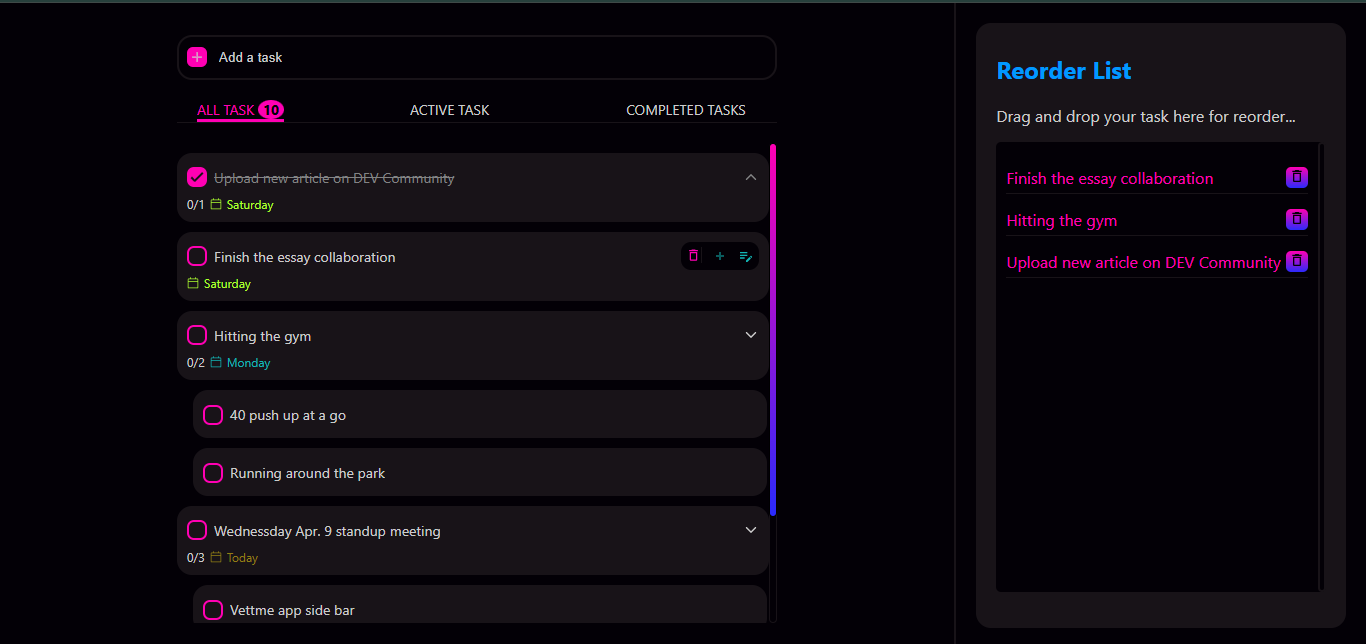 Add a task
ALL TASK 10 ACTIVE TASK COMPLETED TASKS
Upload new article on DEV Community
0/1 Saturday
Finish the essay collaboration
Saturday
Hitting the gym
0/2 Monday
40 push up at a go
Running around the park
Wednessday Apr. 9 standup meeting
0/3 Today
Vettme app side bar
Reorder List
Drag and drop your task here for reorder...
Finish the essay collaboration
Hitting the gym
Upload new article on DEV Community